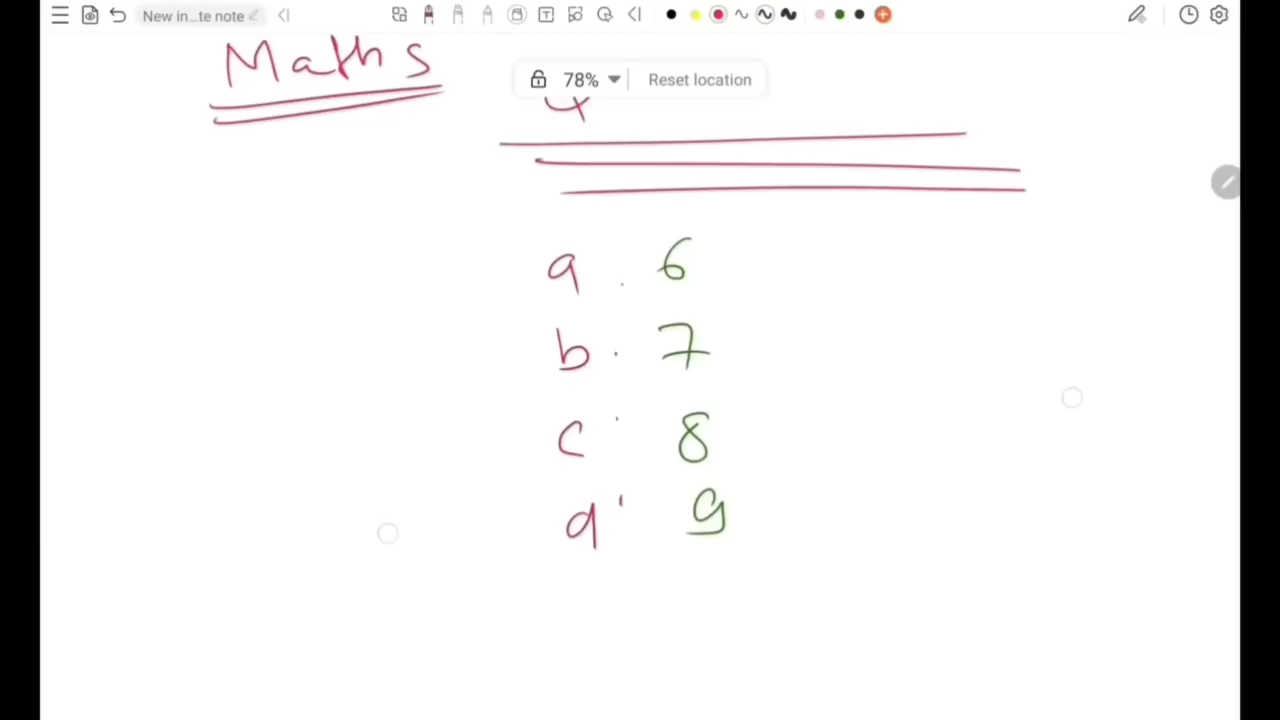 New in...te note
Maths
78% Reset location
a. 6
b. 7
c. 8
d. 9